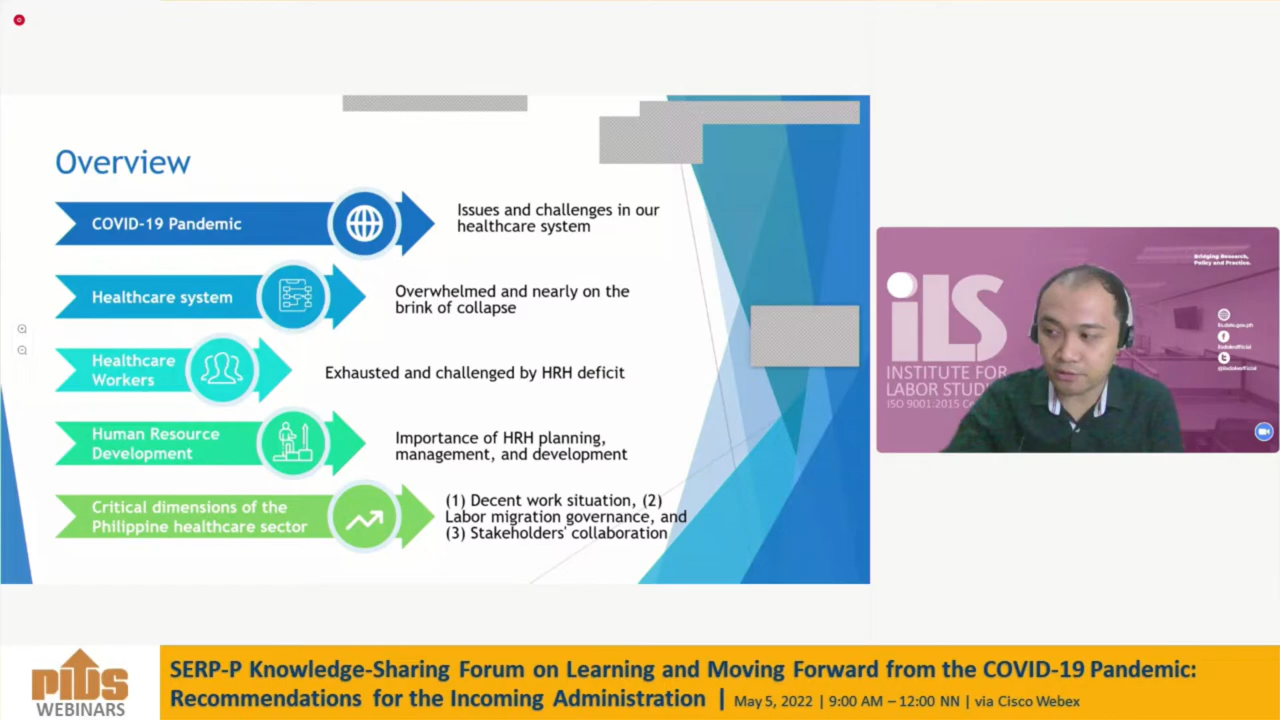 Overview
COVID-19 Pandemic
Issues and challenges in our
healthcare system
Healthcare system
Overwhelmed and nearly on the
brink of collapse
Healthcare
Workers
Exhausted and challenged by HRH deficit
Human Resource
Development
Importance of HRH planning,
management, and development
Critical dimensions of the
Philippine healthcare sector
(1) Decent work situation, (2)
Labor migration governance, and
(3) Stakeholders' collaboration
Bridging Research,
Policy and Practice.
iLS
INSTITUTE FOR
LABOR STUDI
ISO 9001:2015 Ce
ils.dole.gov.ph
PIDS
WEBINARS
SERP-P Knowledge-Sharing Forum on Learning and Moving Forward from the COVID-19 Pandemic:
Recommendations for the Incoming Administration | May 5, 2022 | 9:00 AM – 12:00 NN | via Cisco Webex